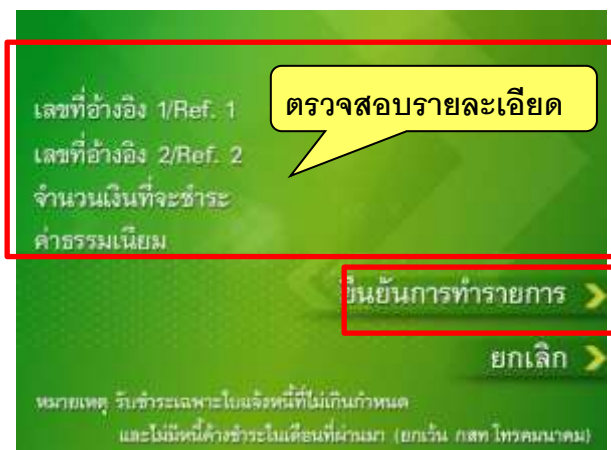 เลขที่อ้างอิง 1/Ref. 1
ตรวจสอบรายละเอียด
เลขที่อ้างอิง 2/Ref. 2
จำนวนเงินที่จะชำระ
ค่าธรรมเนียม
ยืนยันการทำรายการ
ยกเลิก
หมายเหตุ รับชำระเฉพาะใบแจ้งหนี้ที่ไม่เกินกำหนด
และไม่มีหนี้ค้างชำระในเดือนที่ผ่านมา (ยกเว้น กสท โทรคมนาคม)